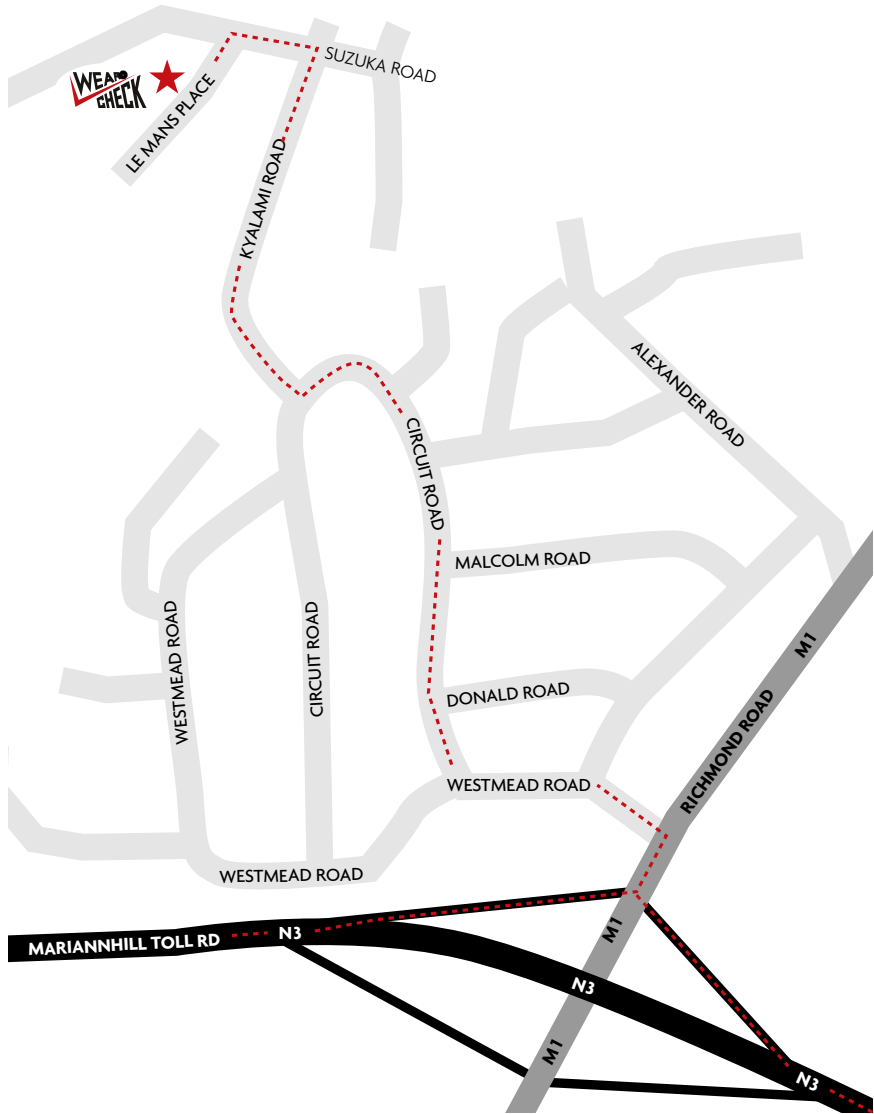 SUZUKA ROAD
WEAR
CHECK
LE MANS PLACE
KYALAMI ROAD
ALEXANDER ROAD
CIRCUIT ROAD
MALCOLM ROAD
WESTMEAD ROAD
CIRCUIT ROAD
M1
DONALD ROAD
RICHMOND ROAD
WESTMEAD ROAD
WESTMEAD ROAD
MARIANNHILL TOLL RD
N3
M1
N3
M1
N3